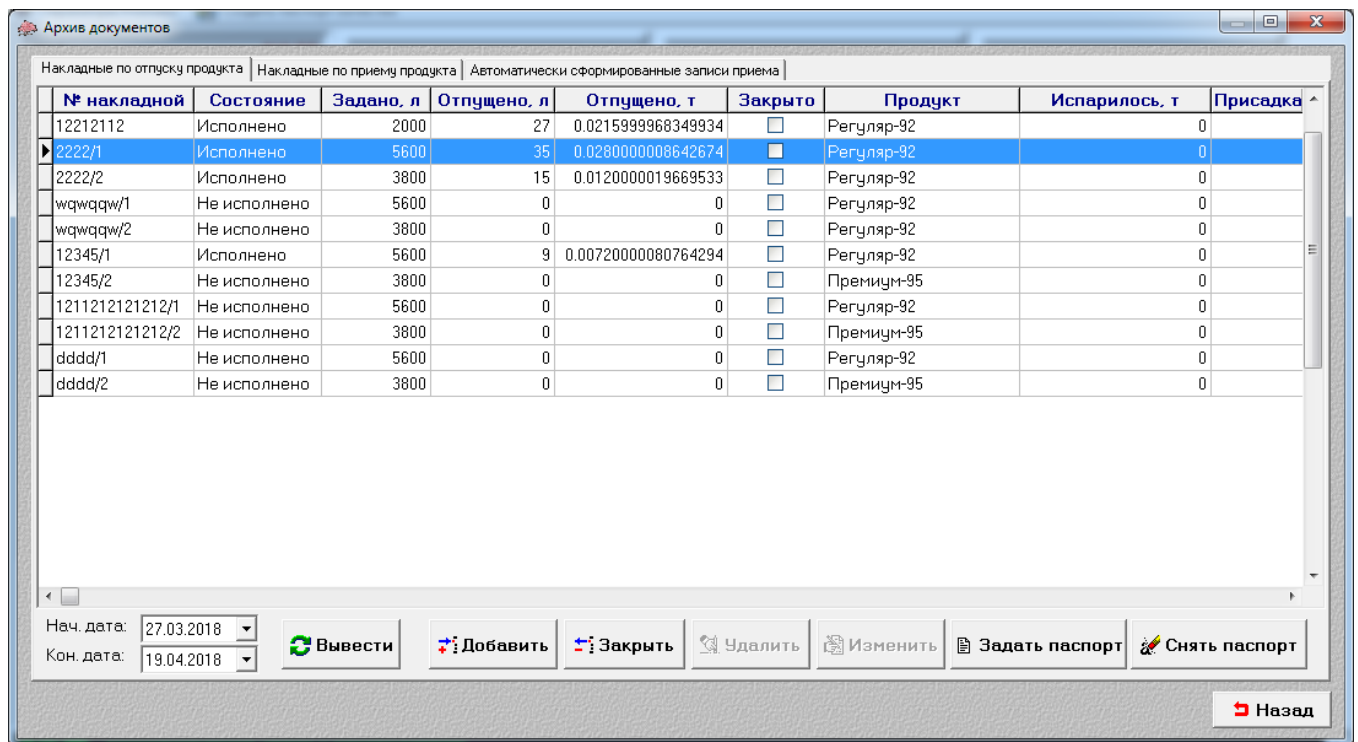 Архив документов
Накладные по отпуску продукта Накладные по приему продукта Автоматически сформированные записи приема
№ накладной Состояние Задано, л Отпущено, л Отпущено, т Закрыто Продукт Испарилось, т Присадка
12212112 Исполнено 2000 27 0.0215999968349934 Регуляр-92 0
2222/1 Исполнено 5600 35 0.0280000008642674 Регуляр-92 0
2222/2 Исполнено 3800 15 0.0120000019669533 Регуляр-92 0
wqwqqw/1 Не исполнено 5600 0 0 Регуляр-92 0
wqwqqw/2 Не исполнено 3800 0 0 Регуляр-92 0
12345/1 Исполнено 5600 9 0.00720000080764294 Регуляр-92 0
12345/2 Не исполнено 3800 0 0 Премиум-95 0
1211212121212/1 Не исполнено 5600 0 0 Регуляр-92 0
1211212121212/2 Не исполнено 3800 0 0 Премиум-95 0
dddd/1 Не исполнено 5600 0 0 Регуляр-92 0
dddd/2 Не исполнено 3800 0 0 Премиум-95 0
Нач. дата: 27.03.2018
Кон. дата: 19.04.2018
Вывести Добавить Закрыть Удалить Изменить Задать паспорт Снять паспорт
Назад